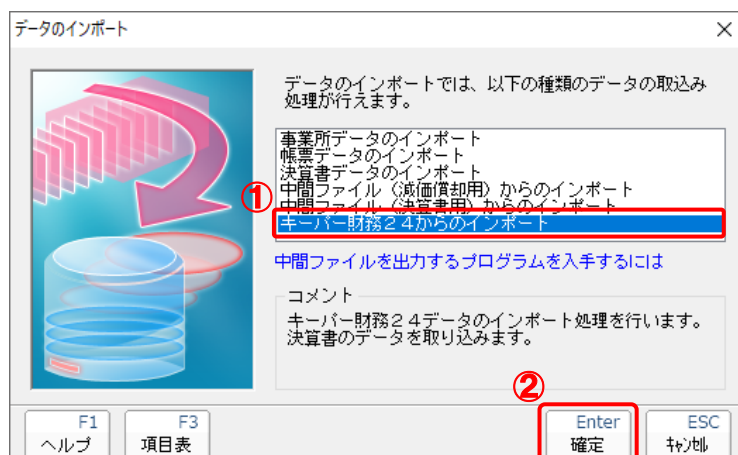 データのインポート
データのインポートでは、以下の種類のデータの取込み
処理が行えます。
事業所データのインポート
帳票データのインポート
決算書データのインポート
中間ファイル（減価償却用）からのインポート
①
中間ファイル（決算書用）からのインポート
キーパー財務２４からのインポート
中間ファイルを出力するプログラムを入手するには
コメント
キーパー財務２４データのインポート処理を行います。
決算書のデータを取り込みます。
②
F1
ヘルプ
F3
項目表
Enter
確定
ESC
ｷｬﾝｾﾙ